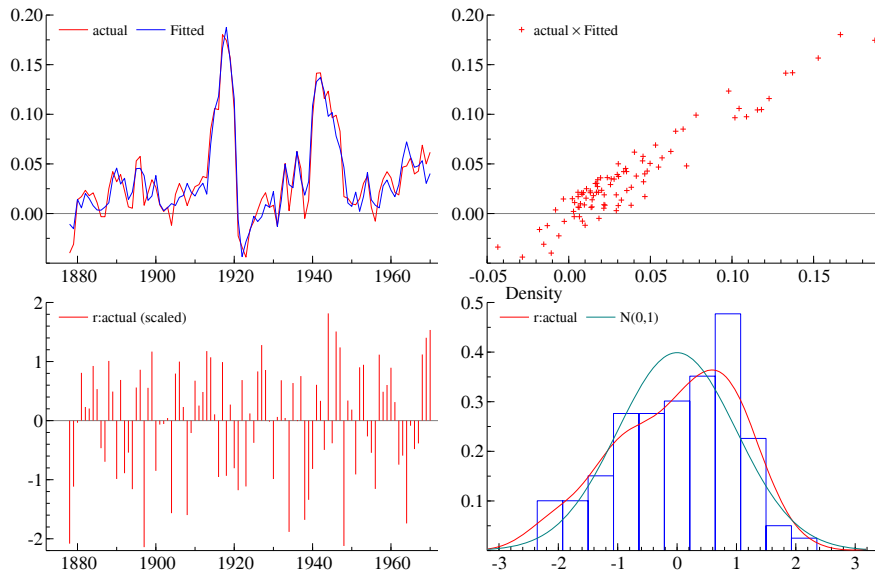 0.20
actual Fitted
0.15
0.10
0.05
0.00
1880 1900 1920 1940 1960
0.20
actual × Fitted
0.15
0.10
0.05
0.00
-0.05 0.00 0.05 0.10 0.15
2
r:actual (scaled)
1
0
-1
-2
1880 1900 1920 1940 1960
Density
0.5
r:actual N(0,1)
0.4
0.3
0.2
0.1
-3 -2 -1 0 1 2 3